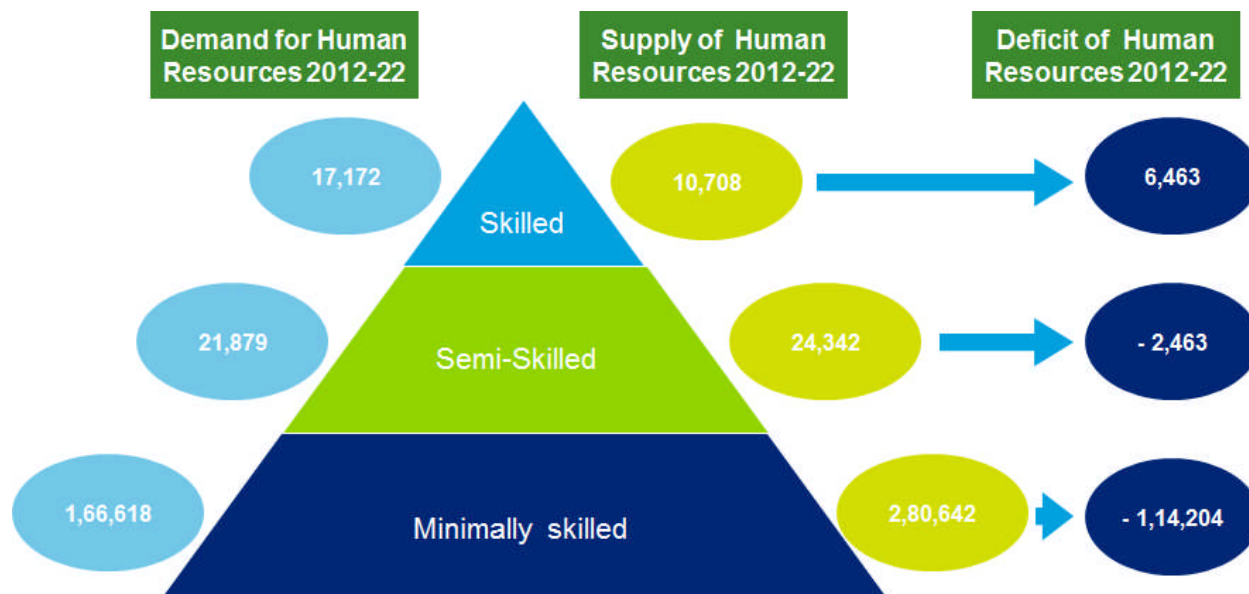 Demand for Human
Resources 2012-22
Supply of Human
Resources 2012-22
Deficit of Human
Resources 2012-22
17,172
Skilled
10,708
6,463
21,879
Semi-Skilled
24,342
- 2,463
1,66,618
Minimally skilled
2,80,642
- 1,14,204